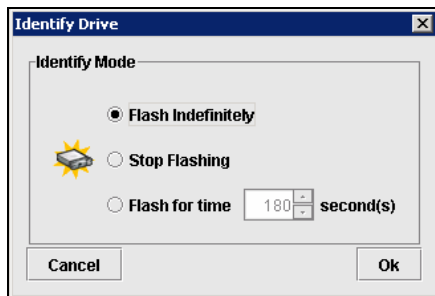 Identify Drive
Identify Mode
Flash Indefinitely
Stop Flashing
Flash for time 180 second(s)
Cancel Ok